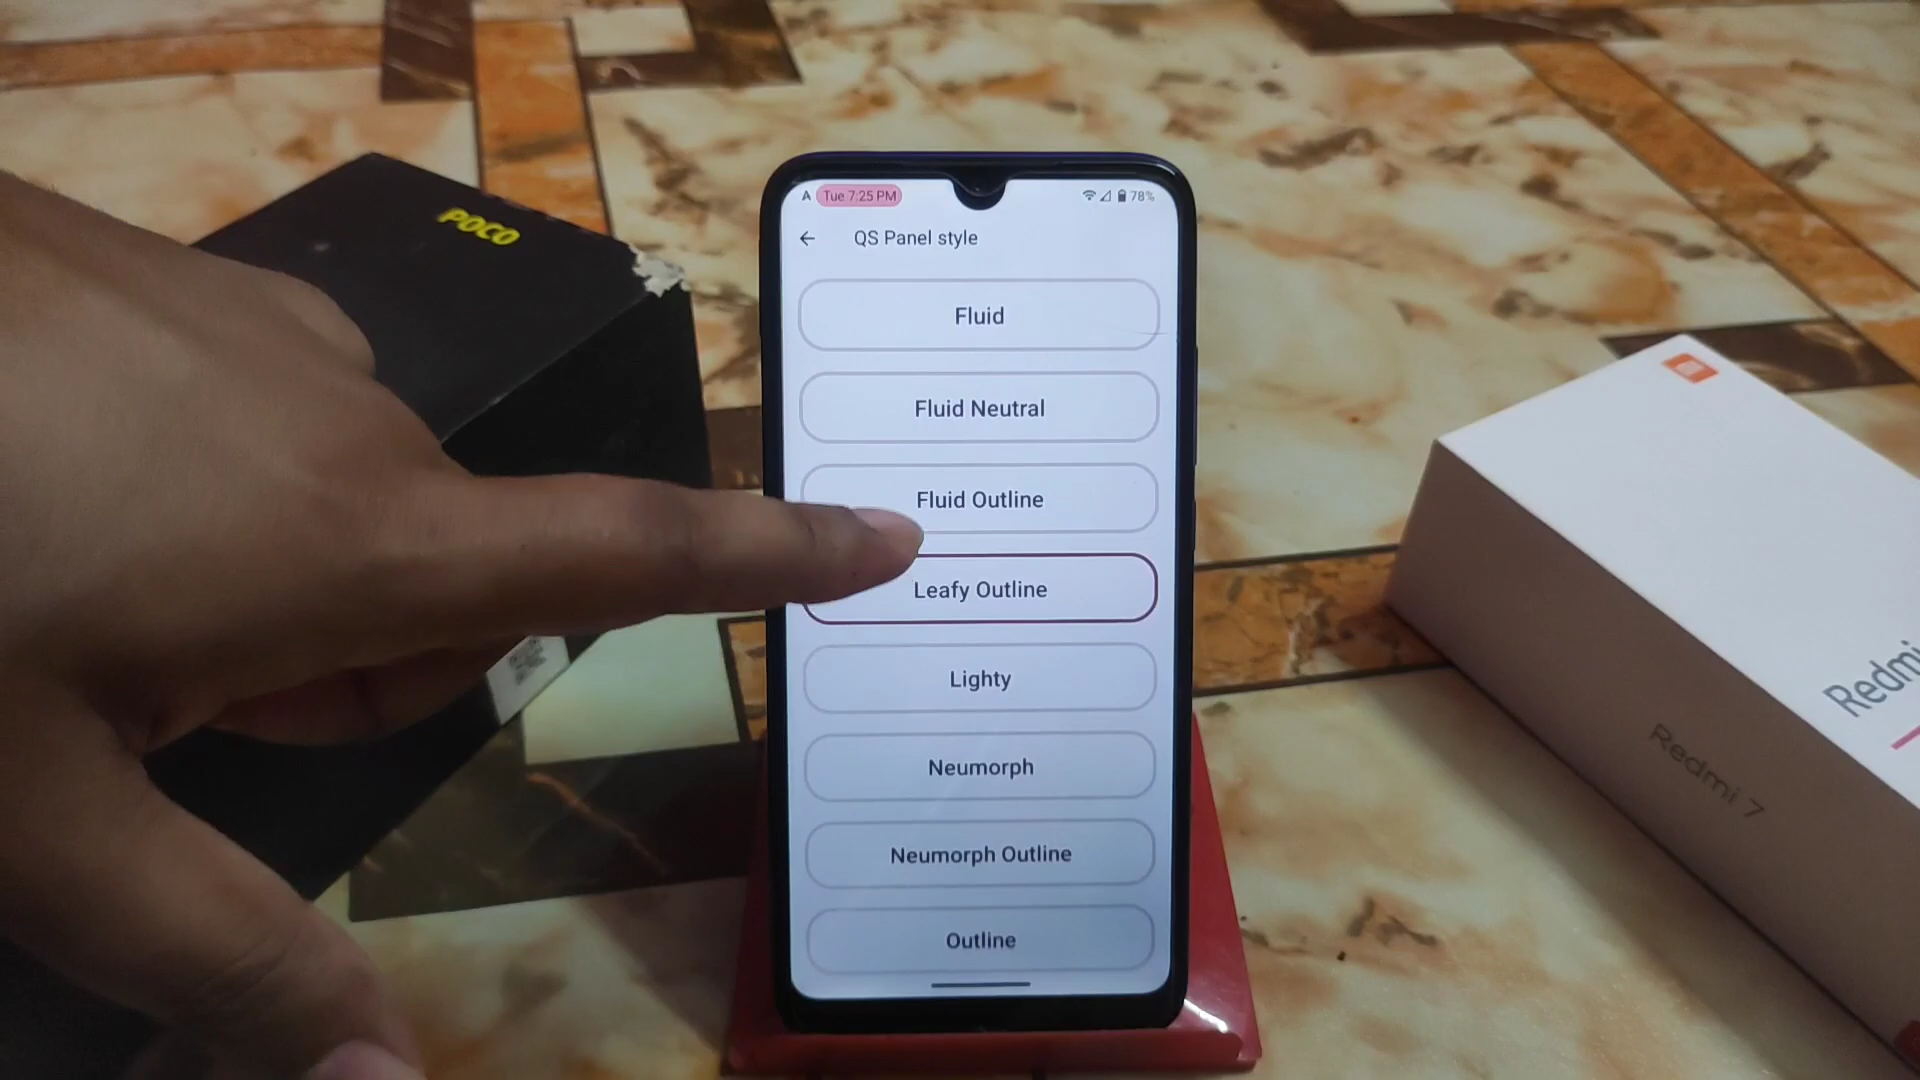 POCO
A Tue 7:25 PM 78%
QS Panel style
Fluid
Fluid Neutral
Fluid Outline
Leafy Outline
Lighty
Neumorph
Neumorph Outline
Outline
Redmi
Redmi 7